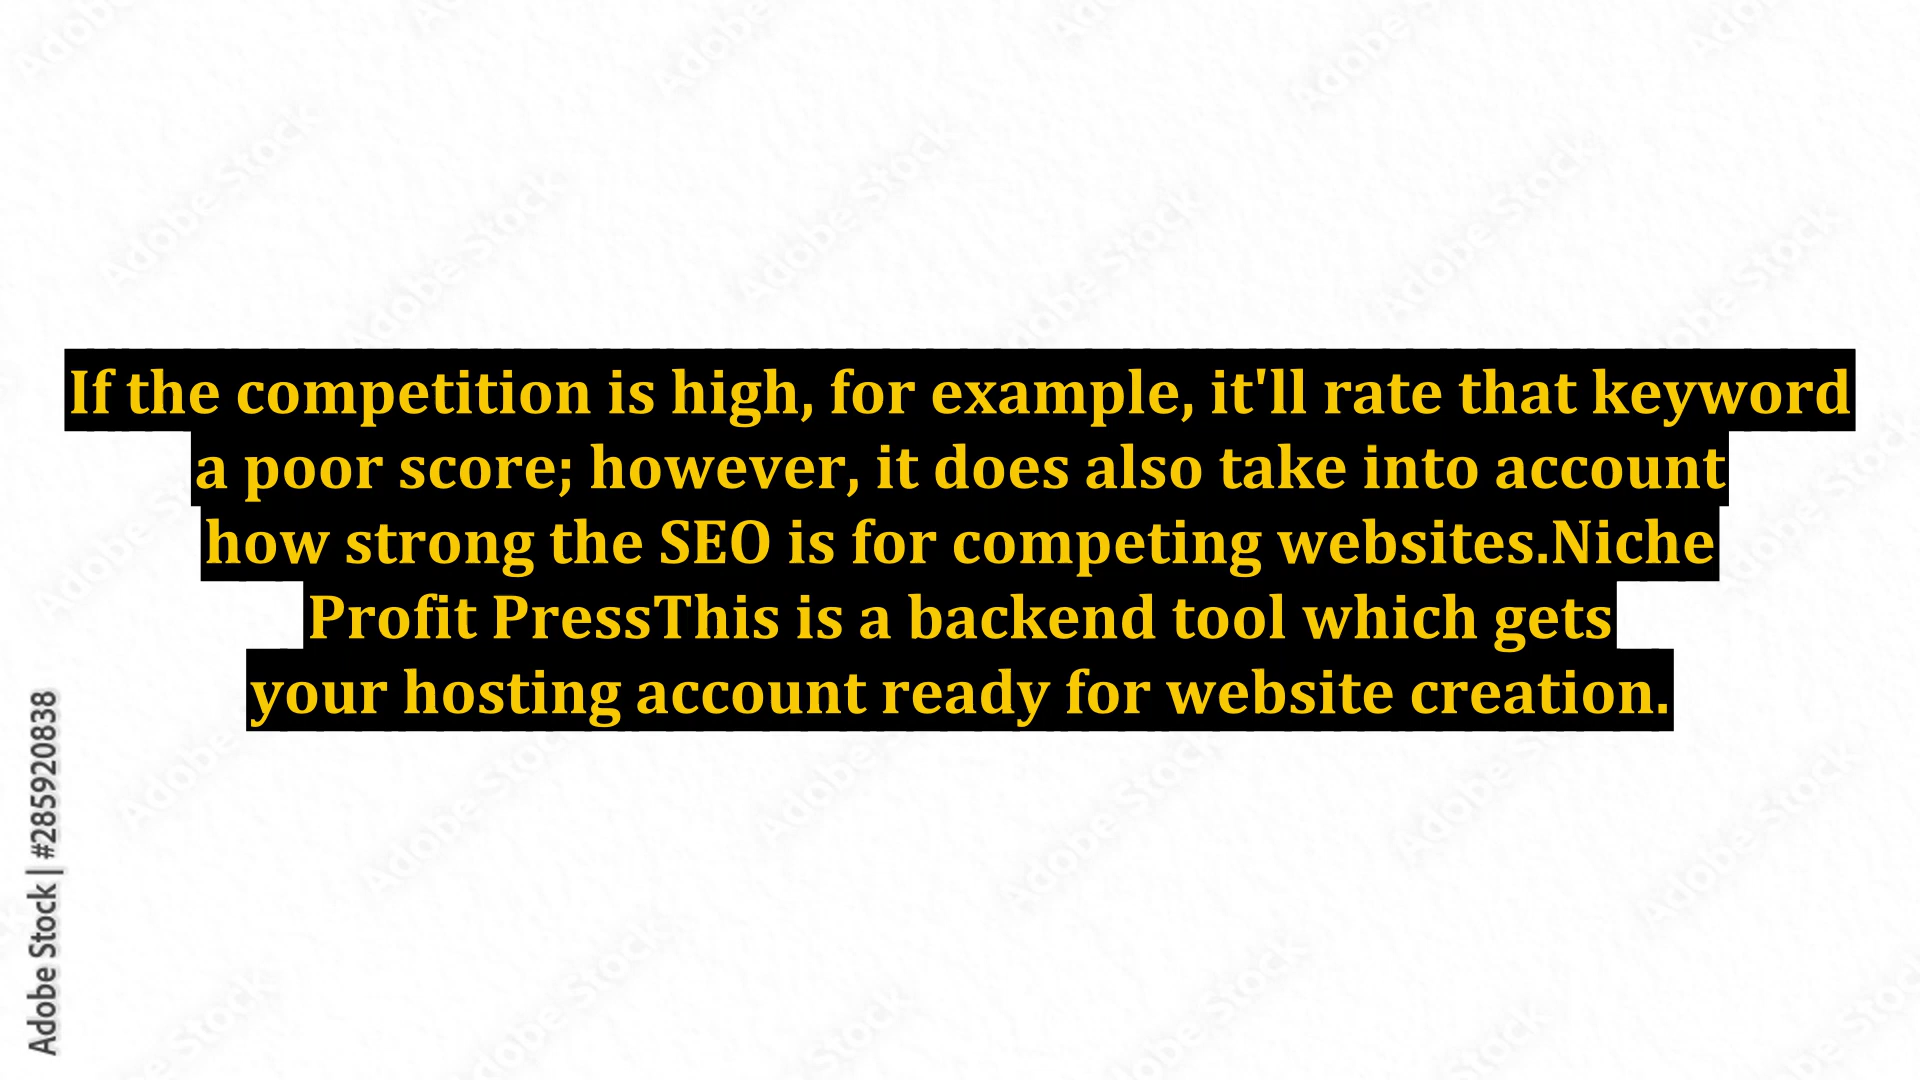 If the competition is high, for example, it'll rate that keyword
a poor score; however, it does also take into account
how strong the SEO is for competing websites.Niche
Profit PressThis is a backend tool which gets
your hosting account ready for website creation.
Adobe Stock | #285920838